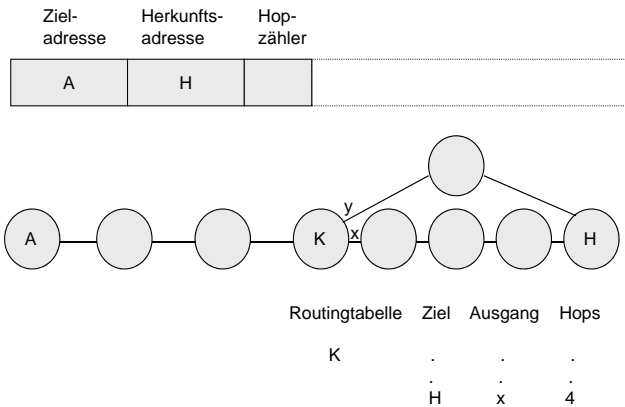 Ziel- Herkunfts- Hop-
adresse adresse zähler
A H
y
A K x H
Routingtabelle Ziel Ausgang Hops
K . . .
. . .
H x 4